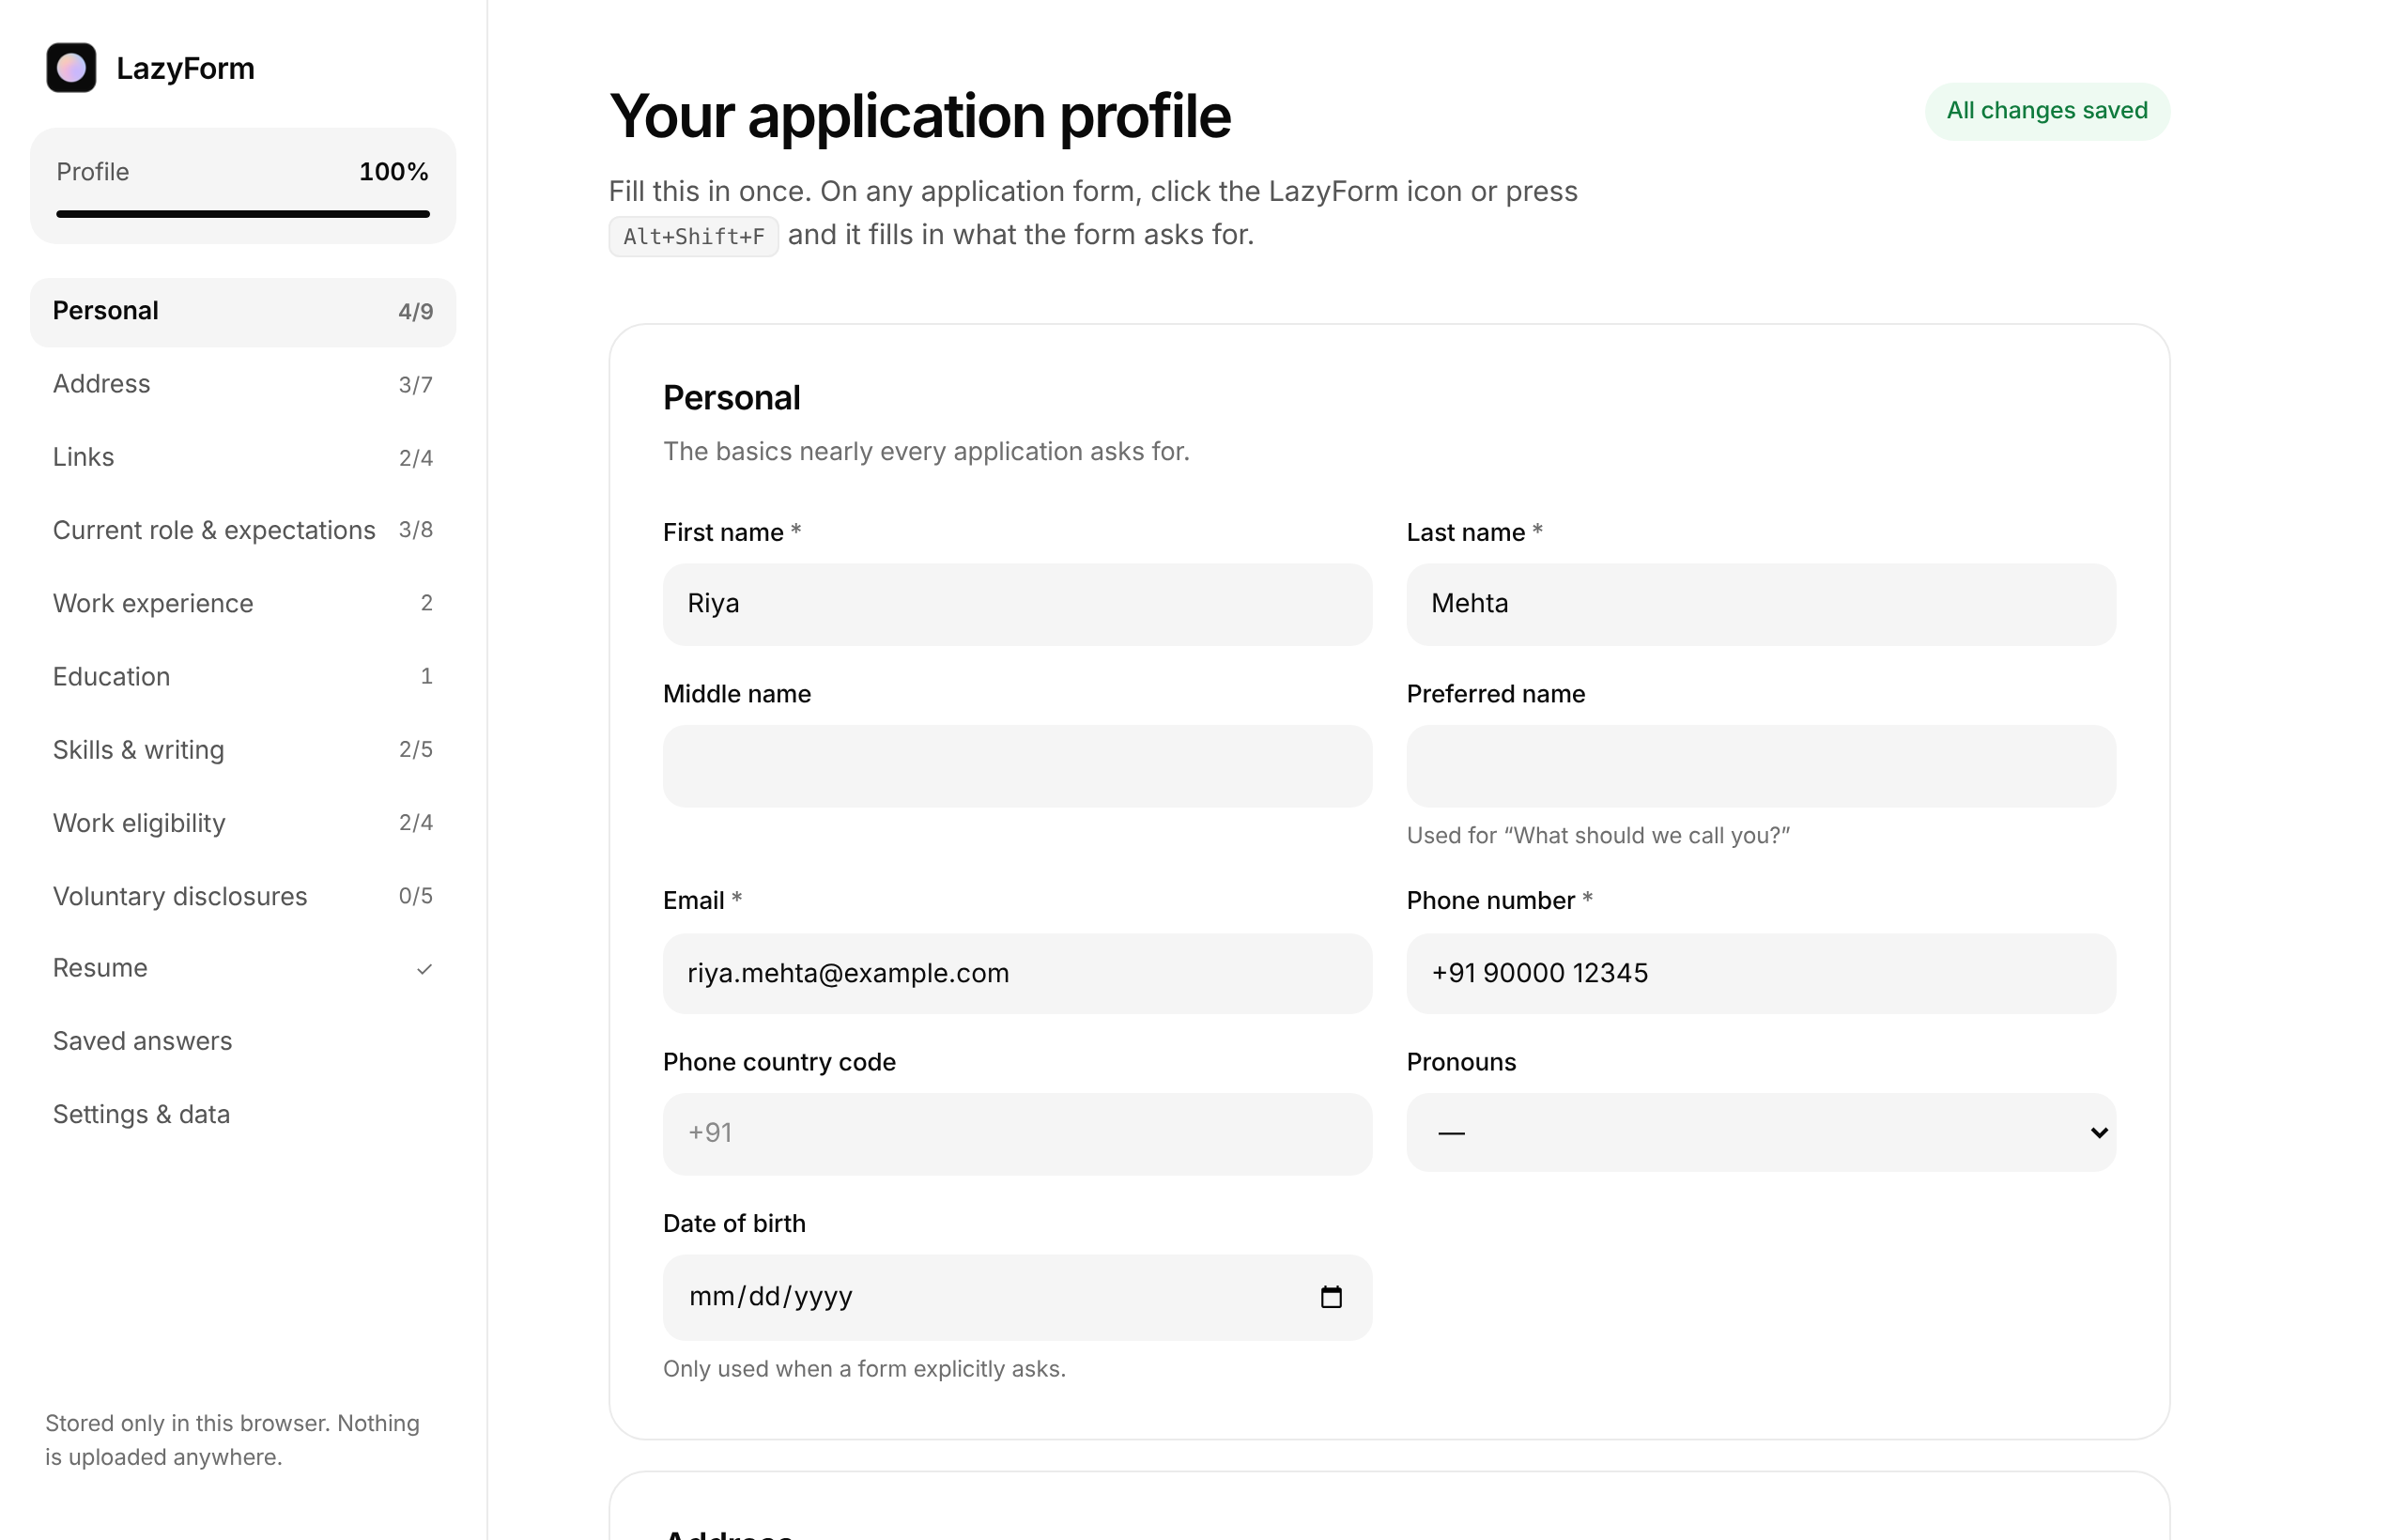 LazyForm
Profile 100%
Personal 4/9
Address 3/7
Links 2/4
Current role & expectations 3/8
Work experience 2
Education 1
Skills & writing 2/5
Work eligibility 2/4
Voluntary disclosures 0/5
Resume ✓
Saved answers
Settings & data
Stored only in this browser. Nothing
is uploaded anywhere.
Your application profile
All changes saved
Fill this in once. On any application form, click the LazyForm icon or press
Alt+Shift+F and it fills in what the form asks for.
Personal
The basics nearly every application asks for.
First name * Last name *
Riya Mehta
Middle name Preferred name
Used for “What should we call you?”
Email * Phone number *
riya.mehta@example.com +91 90000 12345
Phone country code Pronouns
+91 —
Date of birth
mm/dd/yyyy
Only used when a form explicitly asks.
Address